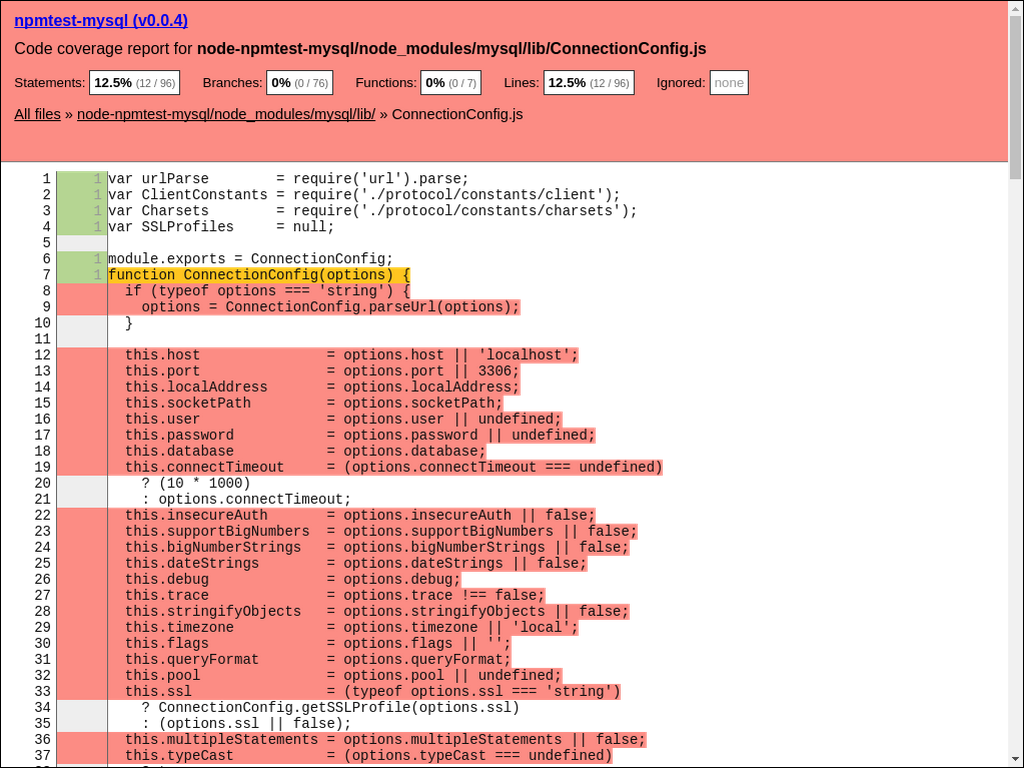 npmtest-mysql (v0.0.4)
Code coverage report for node-npmtest-mysql/node_modules/mysql/lib/ConnectionConfig.js
Statements: 12.5% (12 / 96) Branches: 0% (0 / 76) Functions: 0% (0 / 7) Lines: 12.5% (12 / 96) Ignored: none
All files » node-npmtest-mysql/node_modules/mysql/lib/ » ConnectionConfig.js
1 1 var urlParse        = require('url').parse;
2 1 var ClientConstants = require('./protocol/constants/client');
3 1 var Charsets        = require('./protocol/constants/charsets');
4 1 var SSLProfiles     = null;
5
6 1 module.exports = ConnectionConfig;
7 1 function ConnectionConfig(options) {
8   if (typeof options === 'string') {
9     options = ConnectionConfig.parseUrl(options);
10   }
11
12   this.host               = options.host || 'localhost';
13   this.port               = options.port || 3306;
14   this.localAddress       = options.localAddress;
15   this.socketPath         = options.socketPath;
16   this.user               = options.user || undefined;
17   this.password           = options.password || undefined;
18   this.database           = options.database;
19   this.connectTimeout     = (options.connectTimeout === undefined)
20     ? (10 * 1000)
21     : options.connectTimeout;
22   this.insecureAuth       = options.insecureAuth || false;
23   this.supportBigNumbers  = options.supportBigNumbers || false;
24   this.bigNumberStrings   = options.bigNumberStrings || false;
25   this.dateStrings        = options.dateStrings || false;
26   this.debug              = options.debug;
27   this.trace              = options.trace !== false;
28   this.stringifyObjects   = options.stringifyObjects || false;
29   this.timezone           = options.timezone || 'local';
30   this.flags              = options.flags || '';
31   this.queryFormat        = options.queryFormat;
32   this.pool               = options.pool || undefined;
33   this.ssl                = (typeof options.ssl === 'string')
34     ? ConnectionConfig.getSSLProfile(options.ssl)
35     : (options.ssl || false);
36   this.multipleStatements = options.multipleStatements || false;
37   this.typeCast           = (options.typeCast === undefined)